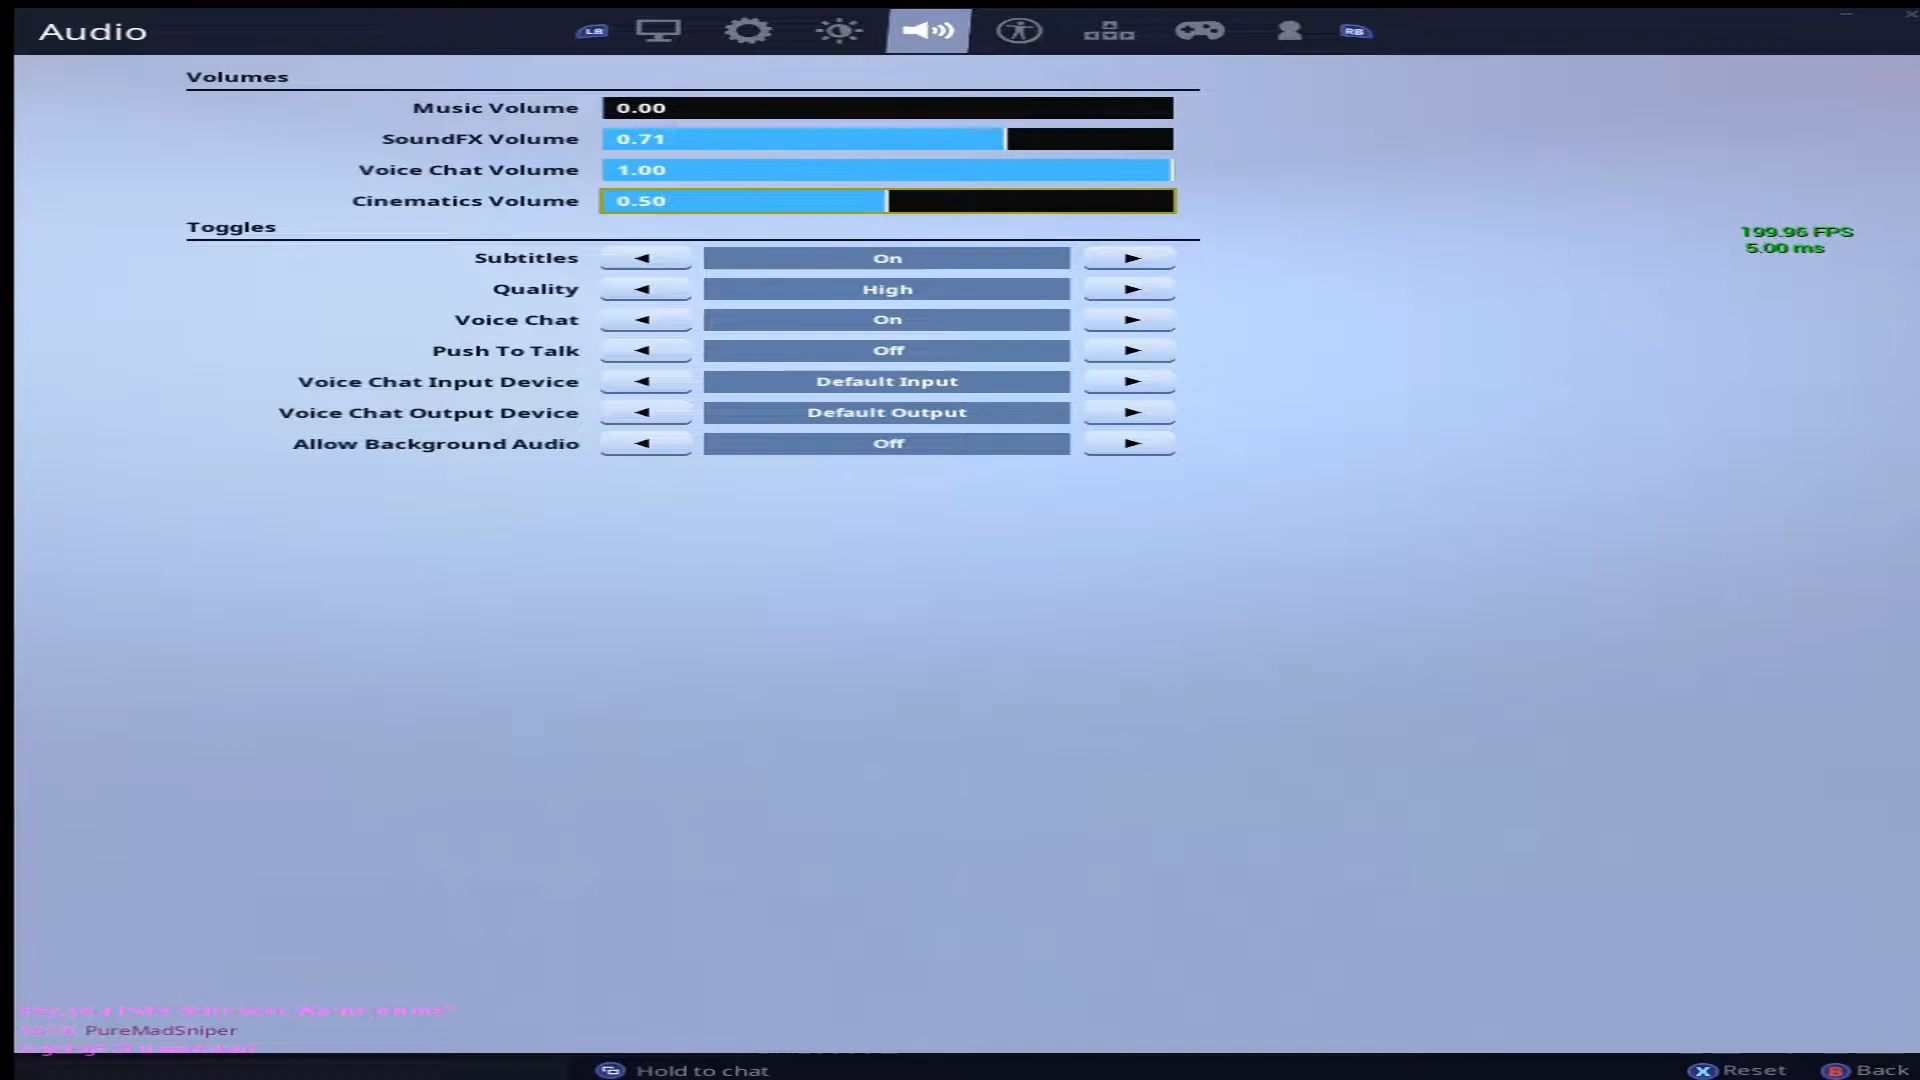 Audio
LB
RB
Volumes
Music Volume 0.00
SoundFX Volume 0.71
Voice Chat Volume 1.00
Cinematics Volume 0.50
Toggles
199.96 FPS
5.00 ms
Subtitles On
Quality High
Voice Chat On
Push To Talk Off
Voice Chat Input Device Default Input
Voice Chat Output Device Default Output
Allow Background Audio Off
PureMadSniper
Hold to chat
X Reset
B Back